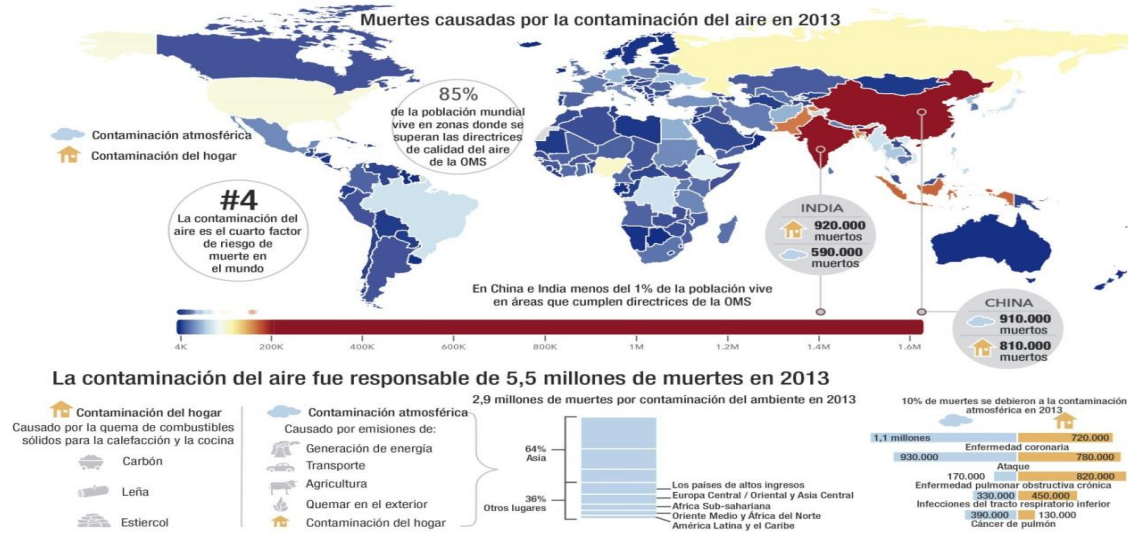 Muertes causadas por la contaminación del aire en 2013
85%
de la población mundial
vive en zonas donde se
superan las directrices
de calidad del aire
de la OMS
Contaminación atmosférica
Contaminación del hogar
#4
La contaminación del
aire es el cuarto factor
de riesgo de
muerte en
el mundo
INDIA
920.000
muertos
590.000
muertos
En China e India menos del 1% de la población vive
en áreas que cumplen directrices de la OMS
CHINA
910.000
muertos
810.000
muertos
4K 200K 400K 600K 800K 1M 1.2M 1.4M 1.6M
La contaminación del aire fue responsable de 5,5 millones de muertes en 2013
Contaminación del hogar
Causado por la quema de combustibles
sólidos para la calefacción y la cocina
Carbón
Leña
Estiercol
Contaminación atmosférica
Causado por emisiones de:
Generación de energía
Transporte
Agricultura
Quemar en el exterior
Contaminación del hogar
2,9 millones de muertes por contaminación del ambiente en 2013
64%
Asia
36%
Otros lugares
Los países de altos ingresos
Europa Central / Oriental y Asia Central
Africa Sub-sahariana
Oriente Medio y África del Norte
América Latina y el Caribe
10% de muertes se debieron a la contaminación
atmosférica en 2013
1,1 millones 720.000
Enfermedad coronaria
930.000 780.000
Ataque
170.000 820.000
Enfermedad pulmonar obstructiva crónica
330.000 450.000
Infecciones del tracto respiratorio inferior
390.000 130.000
Cáncer de pulmón